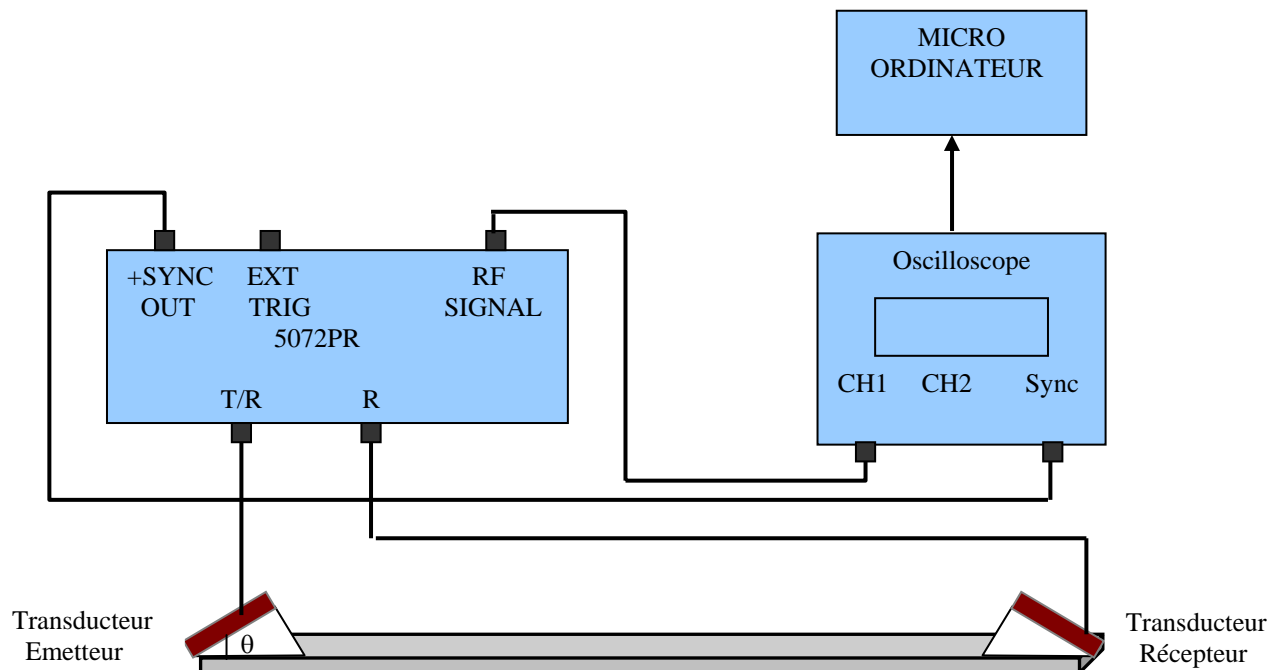 MICRO
ORDINATEUR
Oscilloscope
+SYNC EXT RF
OUT TRIG SIGNAL
5072PR
CH1 CH2 Sync
T/R R
Transducteur
Emetteur
θ
Transducteur
Récepteur